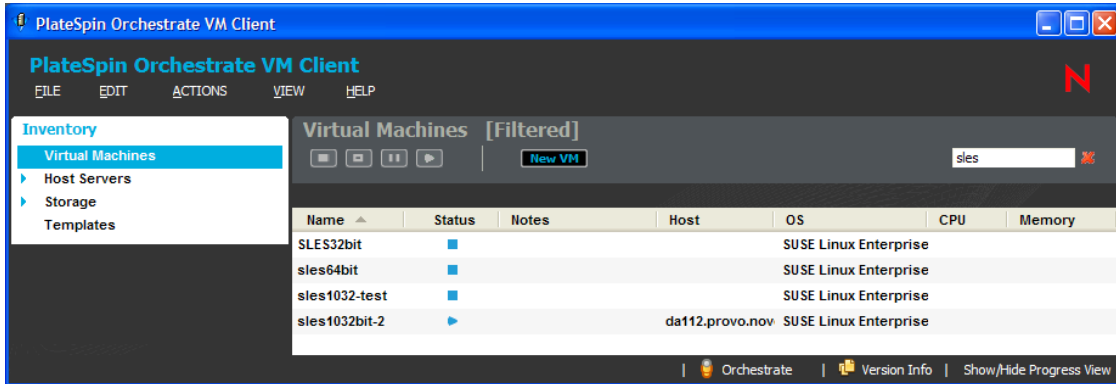 PlateSpin Orchestrate VM Client
PlateSpin Orchestrate VM Client
FILE EDIT ACTIONS VIEW HELP
N
Inventory
Virtual Machines
Host Servers
Storage
Templates
Virtual Machines [Filtered]
New VM
sles
Name Status Notes Host OS CPU Memory
SLES32bit SUSE Linux Enterprise
sles64bit SUSE Linux Enterprise
sles1032-test SUSE Linux Enterprise
sles1032bit-2 da112.provo.nov SUSE Linux Enterprise
| Orchestrate | Version Info | Show/Hide Progress View